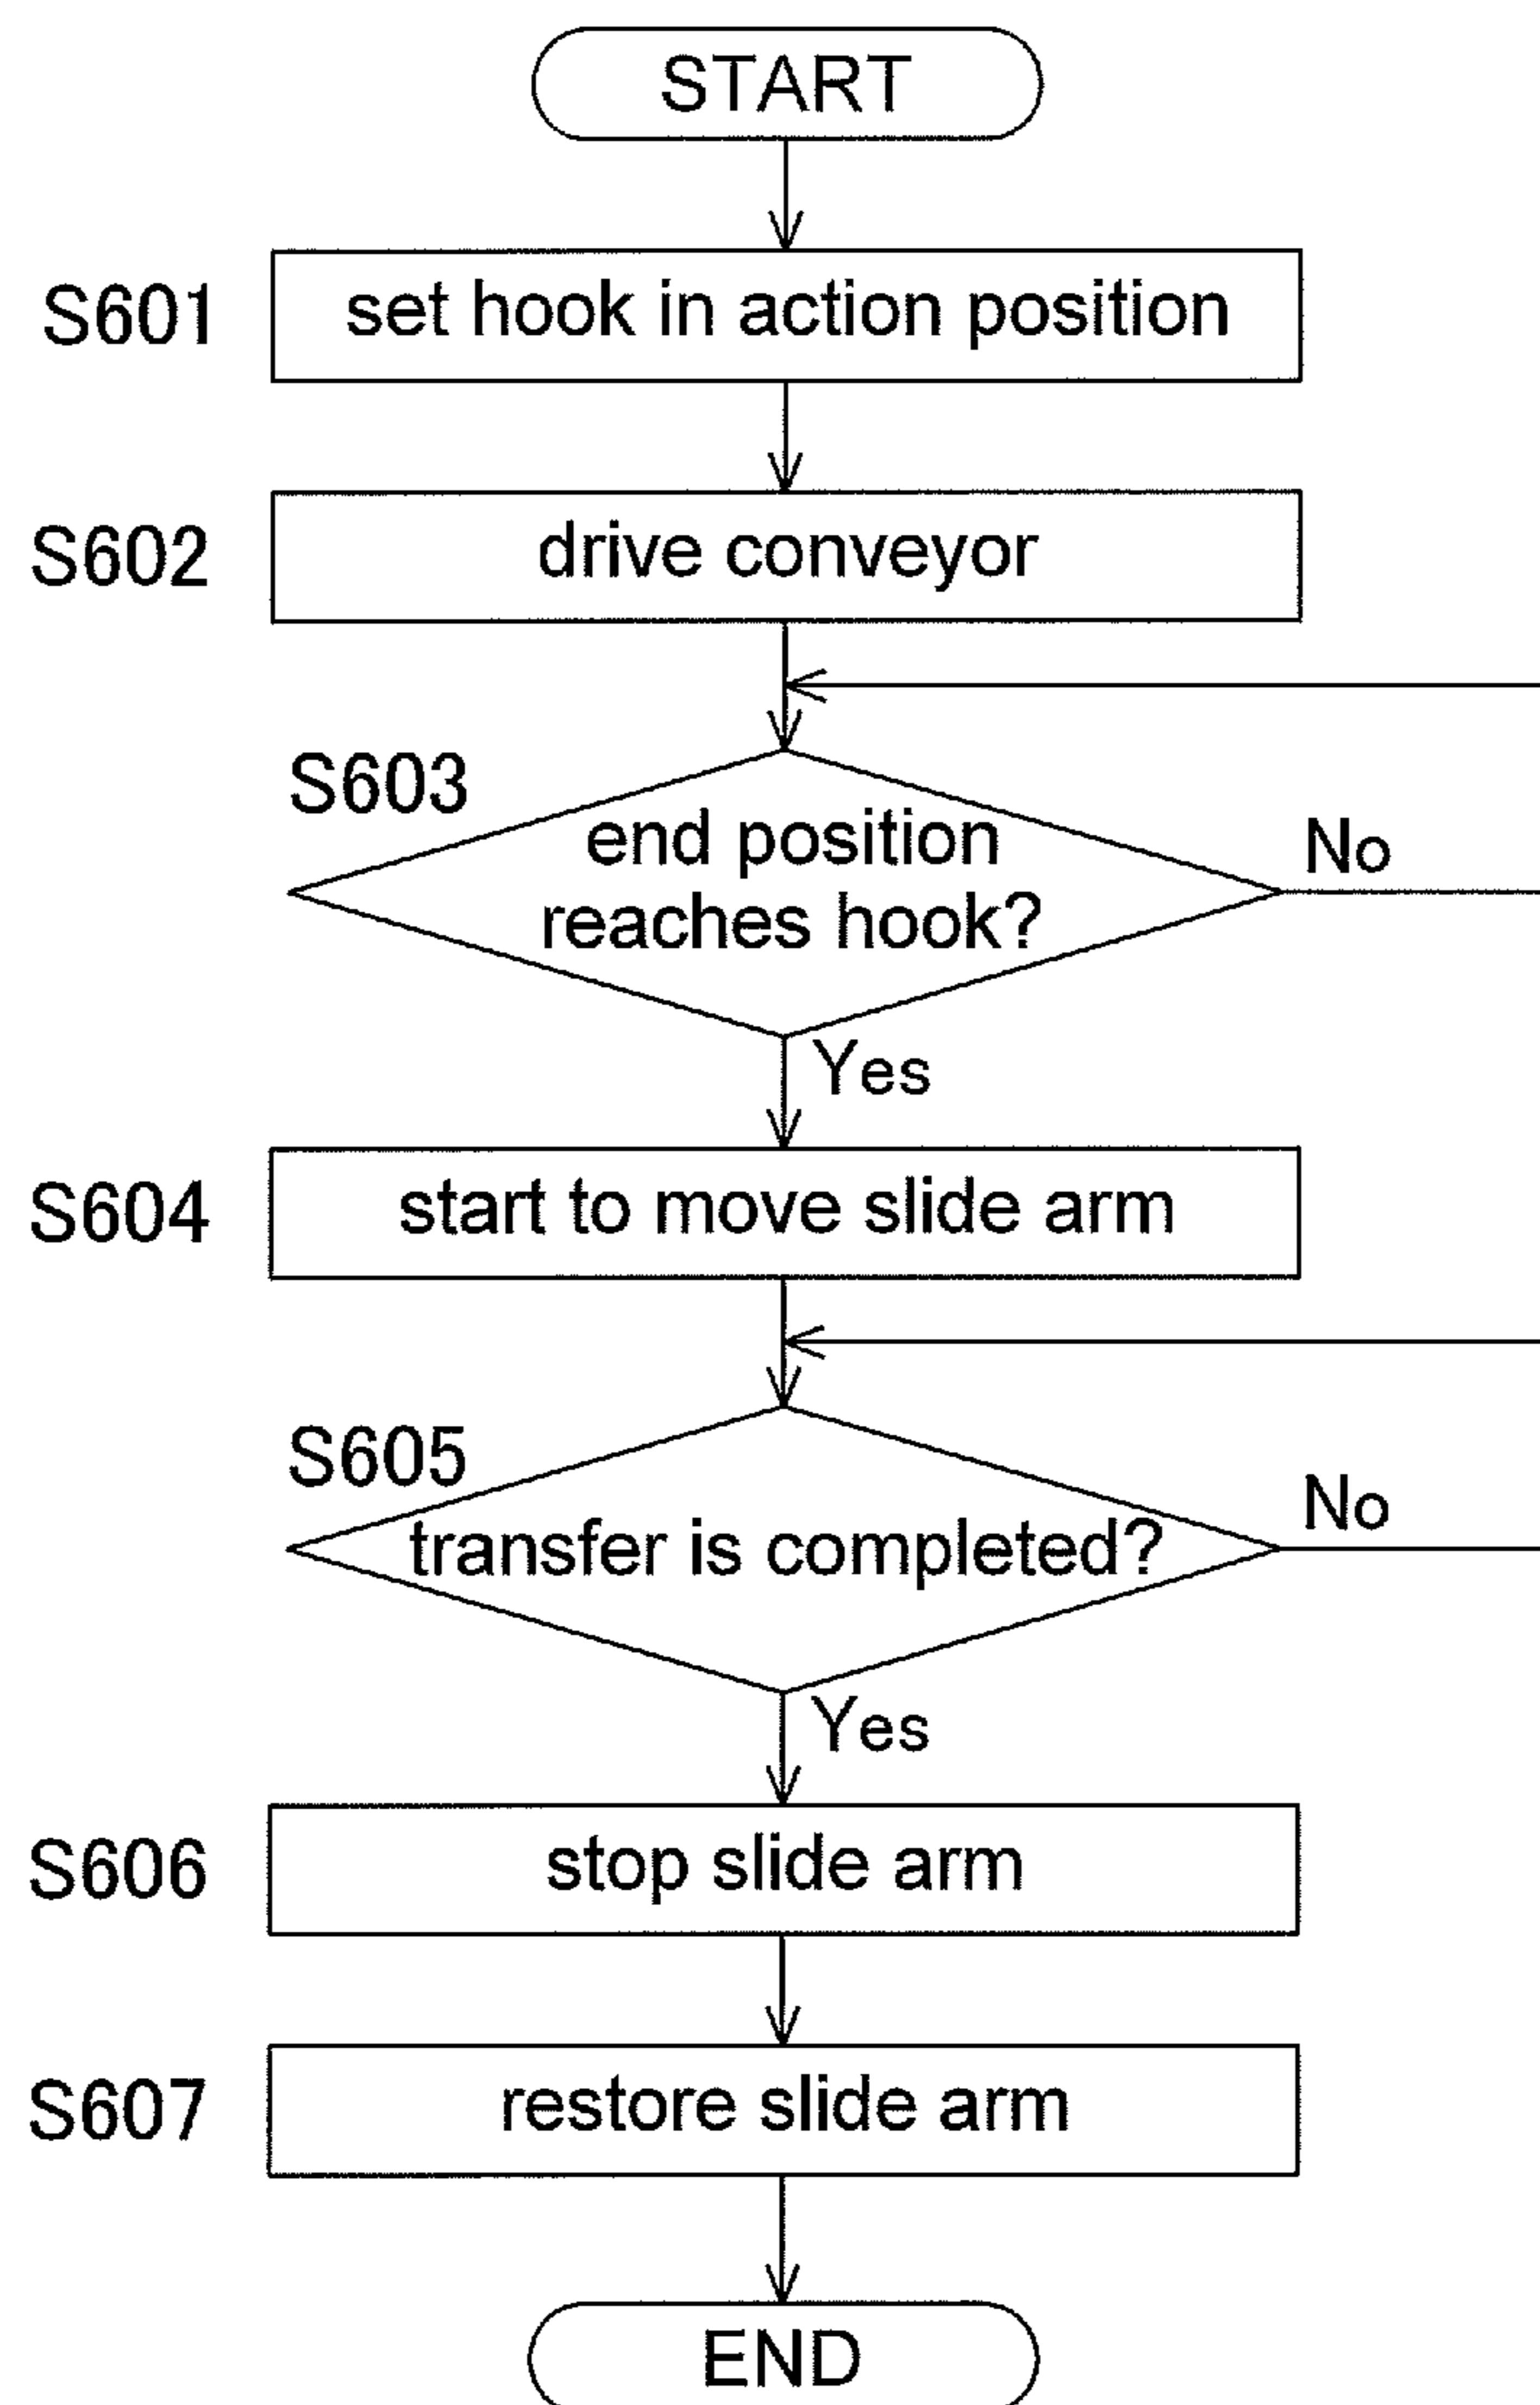 START
S601
set hook in action position
S602
drive conveyor
S603
end position
reaches hook?
No
Yes
S604
start to move slide arm
S605
transfer is completed?
No
Yes
S606
stop slide arm
S607
restore slide arm
END